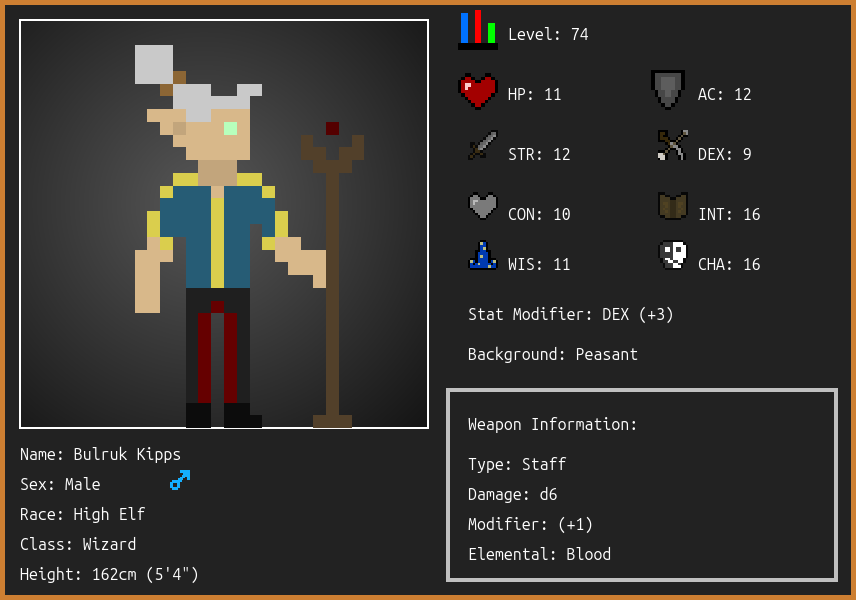 Level: 74
HP: 11
AC: 12
STR: 12
DEX: 9
CON: 10
INT: 16
WIS: 11
CHA: 16
Stat Modifier: DEX (+3)
Background: Peasant
Weapon Information:
Type: Staff
Damage: d6
Modifier: (+1)
Elemental: Blood
Name: Bulruk Kipps
Sex: Male
Race: High Elf
Class: Wizard
Height: 162cm (5'4")